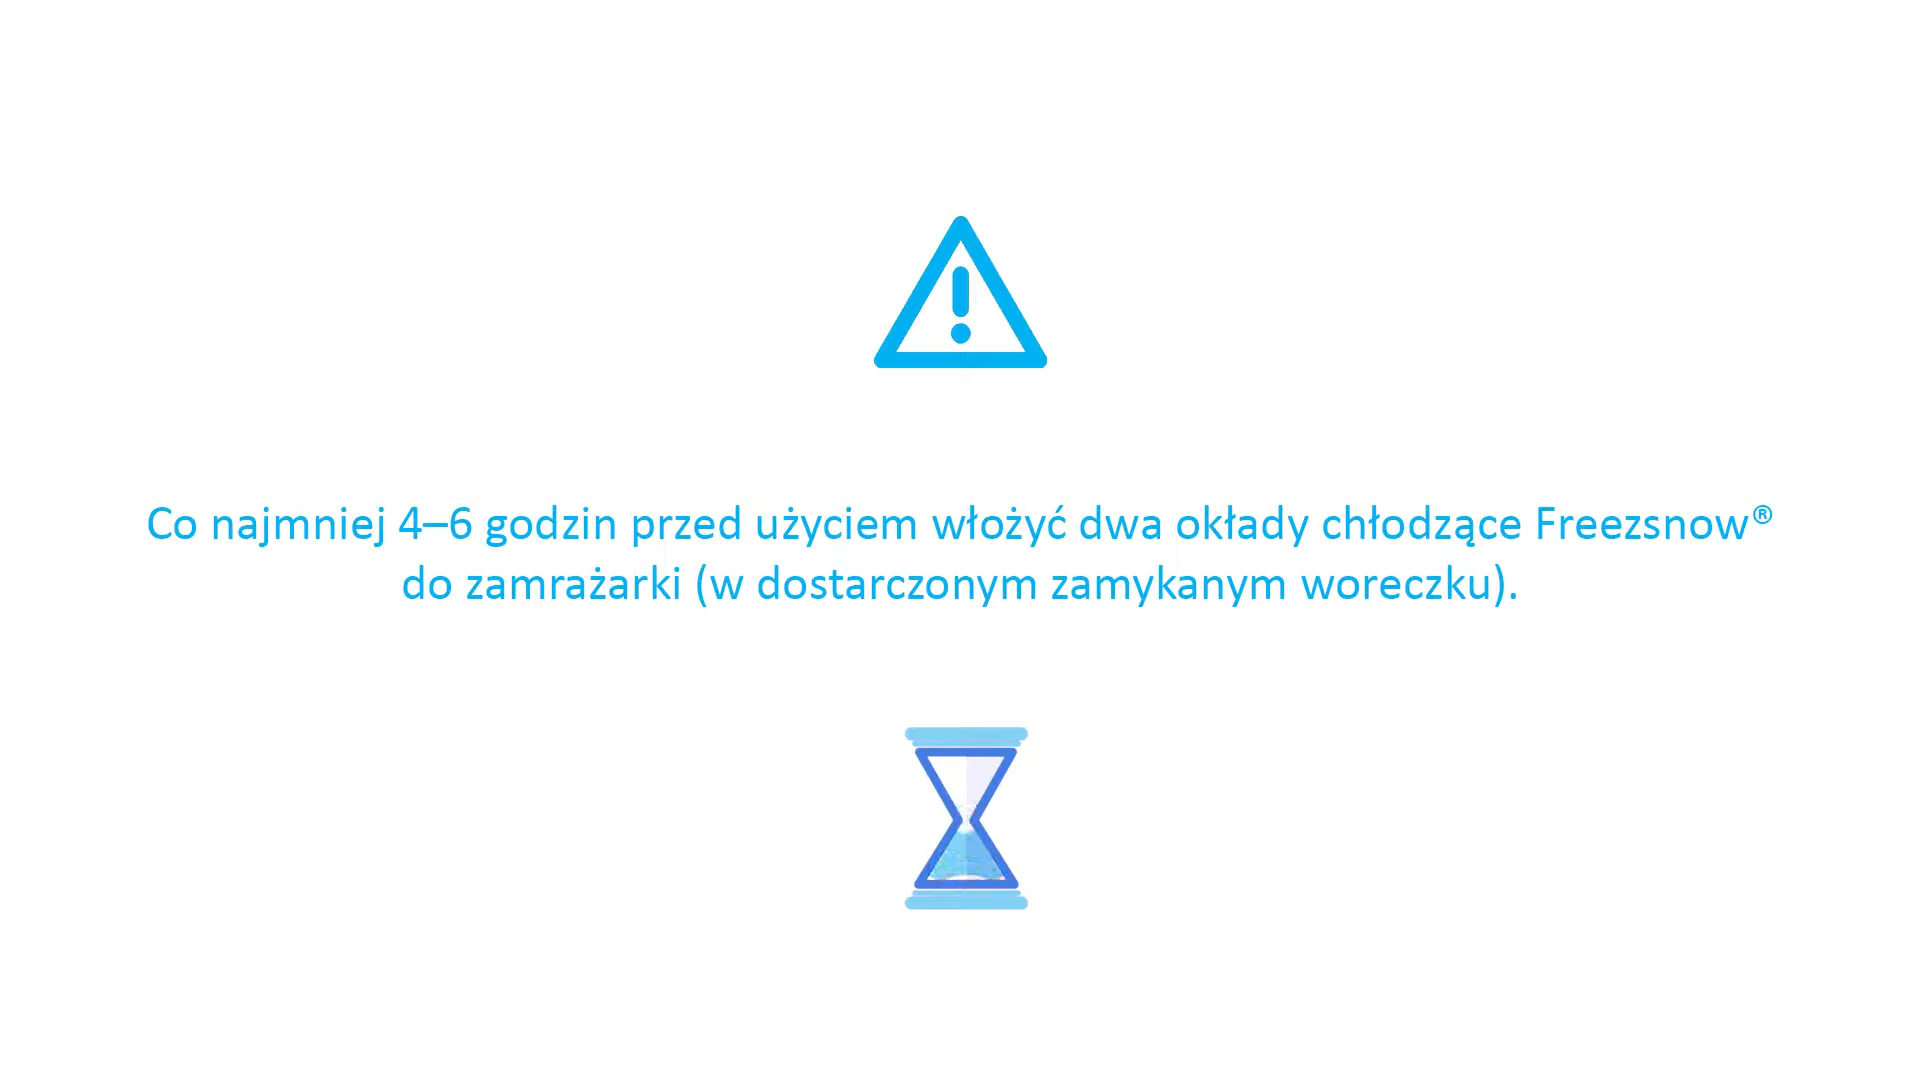 Co najmniej 4–6 godzin przed użyciem włożyć dwa okłady chłodzące Freezsnow®
do zamrażarki (w dostarczonym zamykanym woreczku).